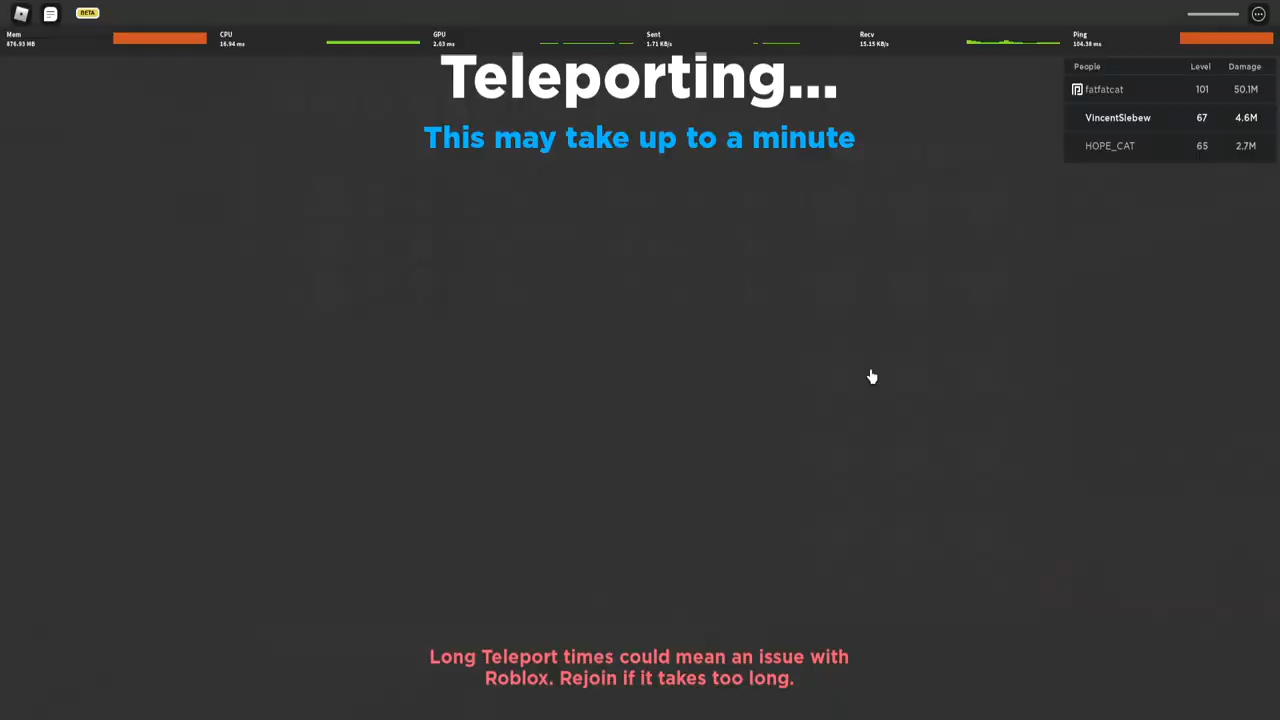 BETA
Mem CPU GPU Sent Recv Ping
876.93 MB 16.94 ms 2.03 ms 1.71 KB/s 15.15 KB/s 104.38 ms
Teleporting...
This may take up to a minute
People Level Damage
fatfatcat 101 50.1M
VincentSlebew 67 4.6M
HOPE_CAT 65 2.7M
Long Teleport times could mean an issue with
Roblox. Rejoin if it takes too long.